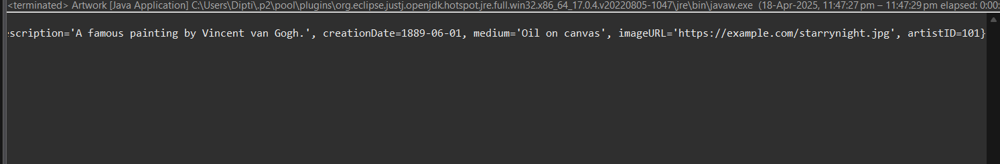 <terminated> Artwork [Java Application] C:\Users\Dipti\.p2\pool\plugins\org.eclipse.justj.openjdk.hotspot.jre.full.win32.x86_64_17.0.4.v20220805-1047\jre\bin\javaw.exe (18-Apr-2025, 11:47:27 pm – 11:47:29 pm elapsed: 0:00:
scription='A famous painting by Vincent van Gogh.', creationDate=1889-06-01, medium='Oil on canvas', imageURL='https://example.com/starrynight.jpg', artistID=101}